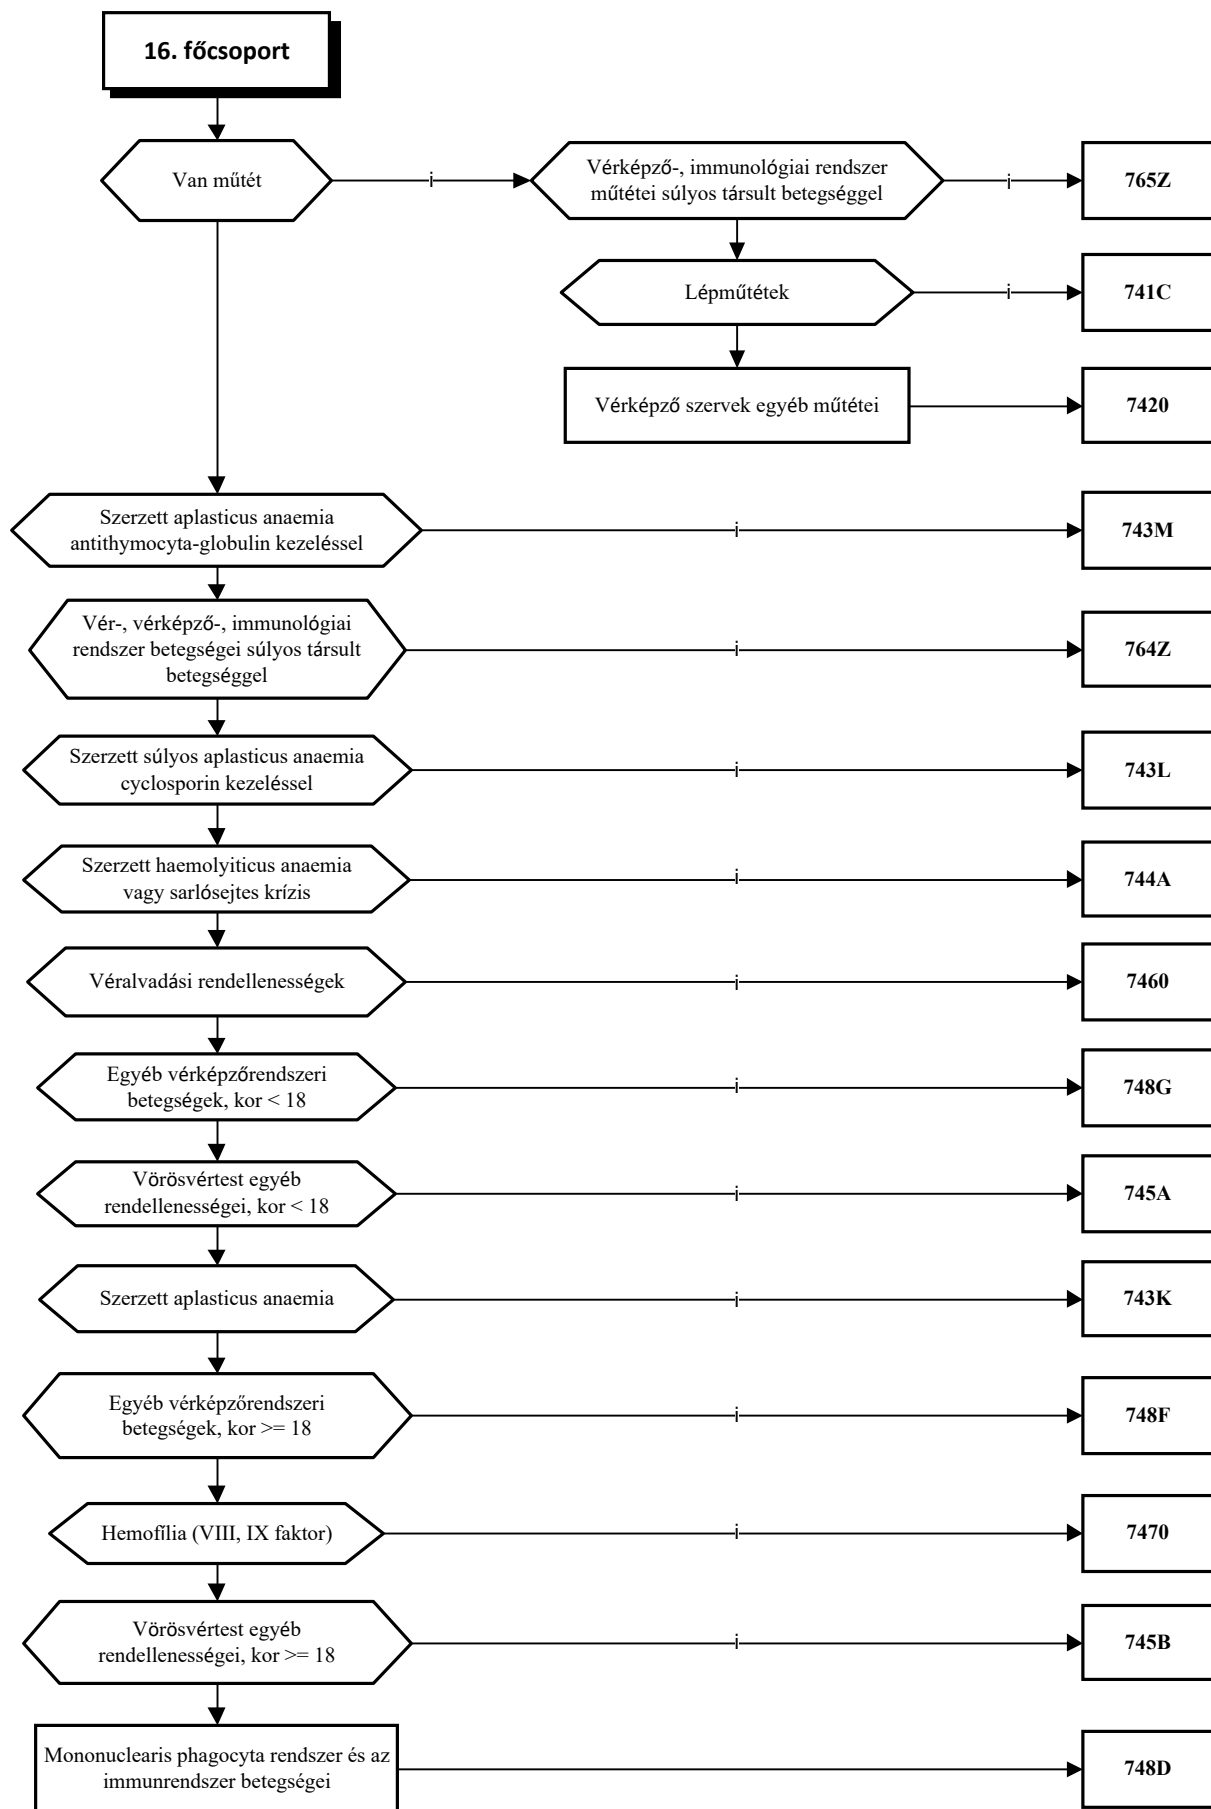 16. főcsoport
Van műtét
i
Vérképző-, immunológiai rendszer
műtétei súlyos társult betegséggel
i
765Z
Lépműtétek
i
741C
Vérképző szervek egyéb műtétei
7420
Szerzett aplasticus anaemia
antithymocyta-globulin kezeléssel
i
743M
Vér-, vérképző-, immunológiai
rendszer betegségei súlyos társult
betegséggel
i
764Z
Szerzett súlyos aplasticus anaemia
cyclosporin kezeléssel
i
743L
Szerzett haemolyiticus anaemia
vagy sarlósejtes krízis
i
744A
Véralvadási rendellenességek
i
7460
Egyéb vérképzőrendszeri
betegségek, kor < 18
i
748G
Vörösvértest egyéb
rendellenességei, kor < 18
i
745A
Szerzett aplasticus anaemia
i
743K
Egyéb vérképzőrendszeri
betegségek, kor >= 18
i
748F
Hemofília (VIII, IX faktor)
i
7470
Vörösvértest egyéb
rendellenességei, kor >= 18
i
745B
Mononuclearis phagocyta rendszer és az
immunrendszer betegségei
748D